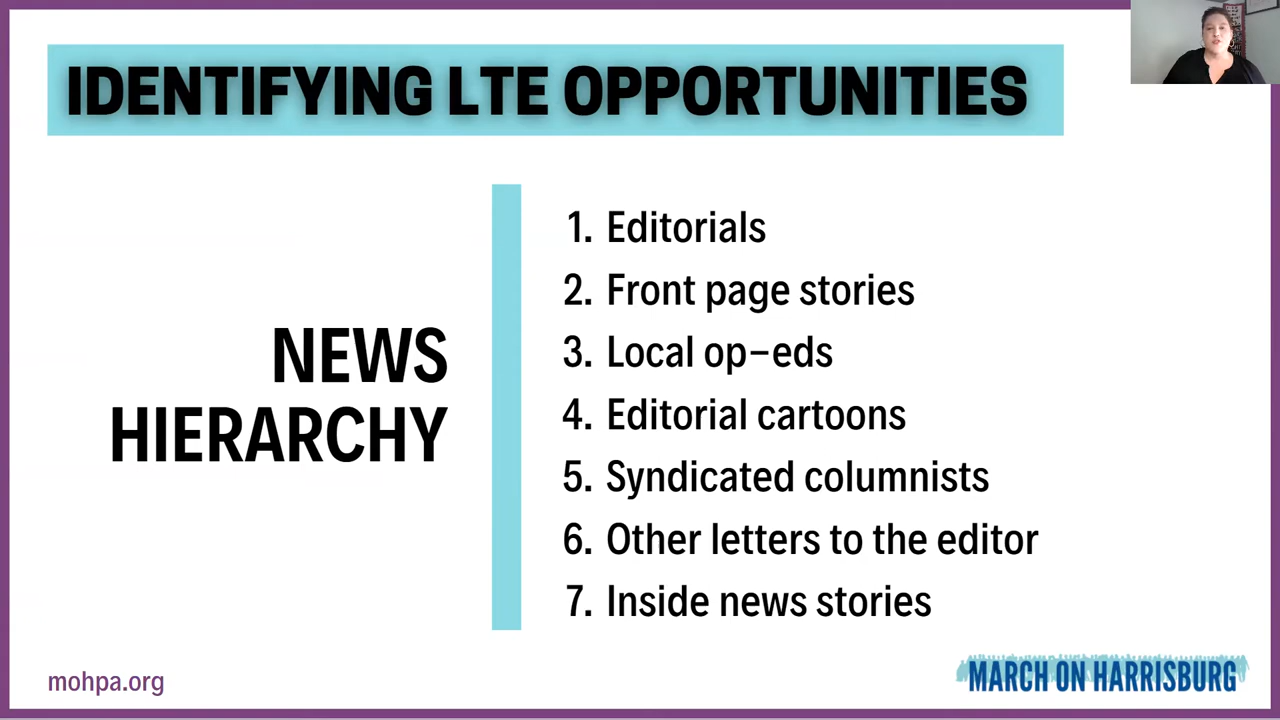 IDENTIFYING LTE OPPORTUNITIES
NEWS
HIERARCHY
1. Editorials
2. Front page stories
3. Local op-eds
4. Editorial cartoons
5. Syndicated columnists
6. Other letters to the editor
7. Inside news stories
mohpa.org
MARCH ON HARRISBURG